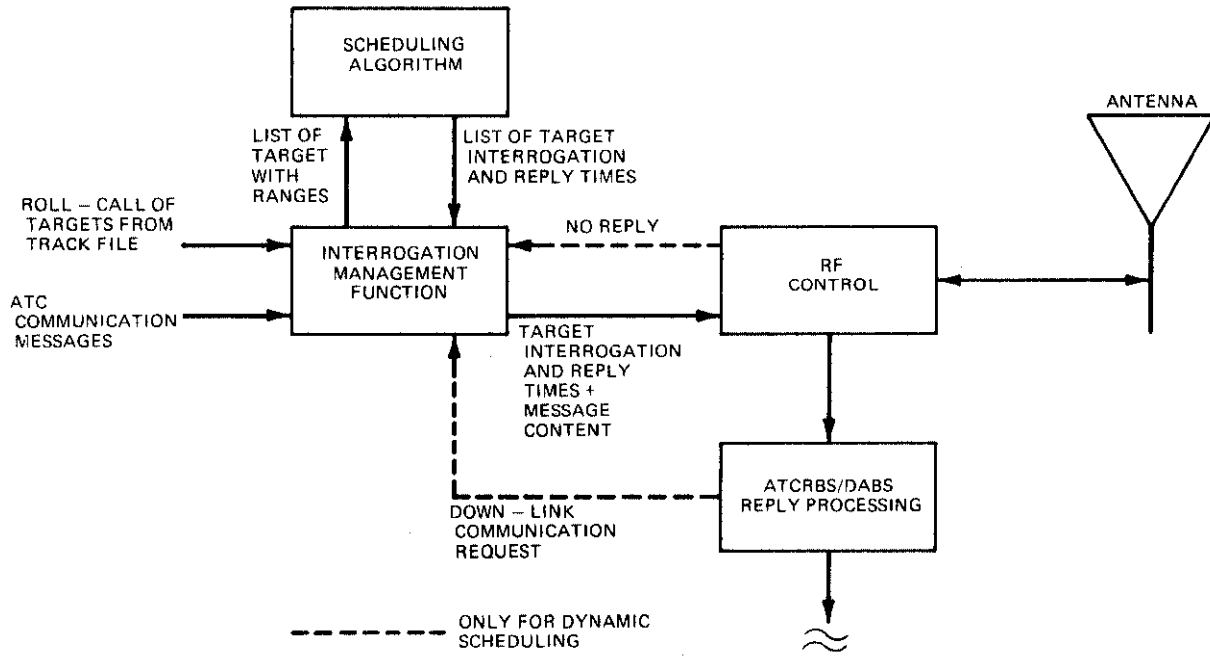 SCHEDULING
ALGORITHM
ANTENNA
LIST OF
TARGET
WITH
RANGES
LIST OF TARGET
INTERROGATION
AND REPLY TIMES
ROLL – CALL OF
TARGETS FROM
TRACK FILE
NO REPLY
INTERROGATION
MANAGEMENT
FUNCTION
RF
CONTROL
ATC
COMMUNICATION
MESSAGES
TARGET
INTERROGATION
AND REPLY
TIMES +
MESSAGE
CONTENT
ATCRBS/DABS
REPLY PROCESSING
DOWN – LINK
COMMUNICATION
REQUEST
ONLY FOR DYNAMIC
SCHEDULING